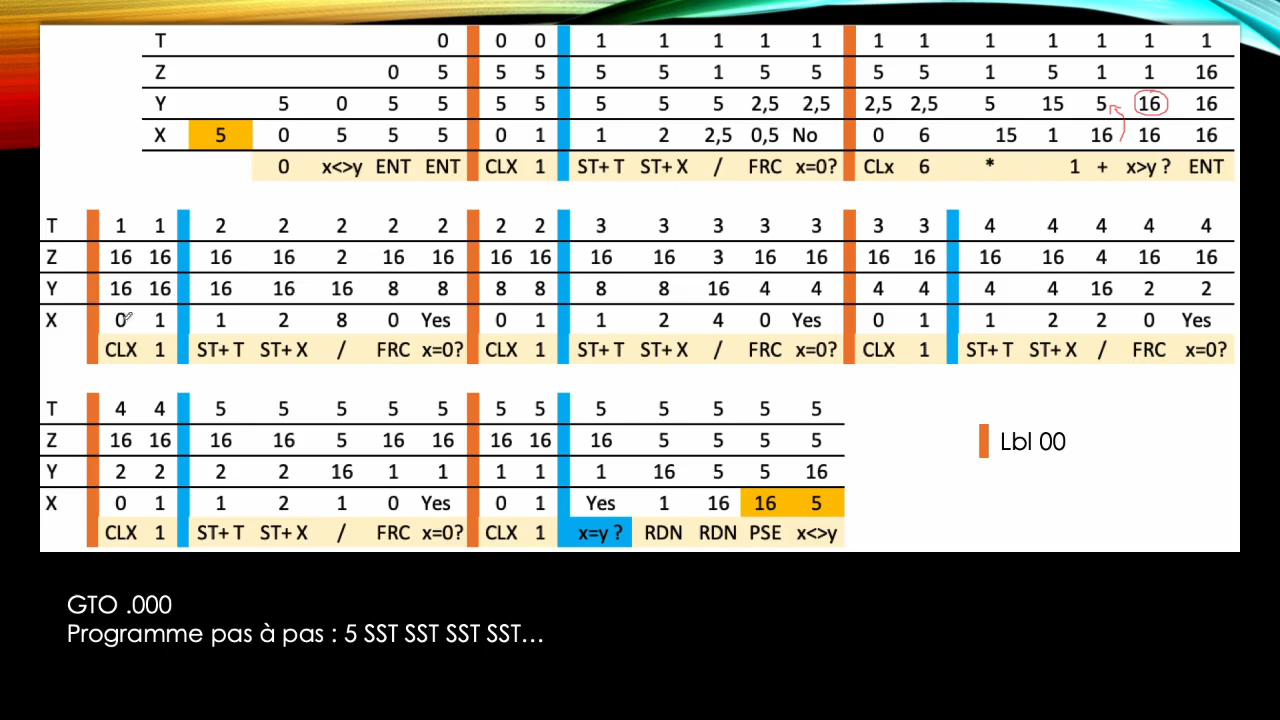 T 0 0 0 1 1 1 1 1 1 1 1 1 1 1 1
Z 0 5 5 5 5 5 1 5 5 5 5 1 5 1 1 16
Y 5 0 5 5 5 5 5 5 5 2,5 2,5 2,5 2,5 5 15 5 16 16
X 5 0 5 5 5 0 1 1 2 2,5 0,5 No 0 6 15 1 16 16 16
0 x<>y ENT ENT CLX 1 ST+ T ST+ X / FRC x=0? CLx 6 * 1 + x>y ? ENT
T 1 1 2 2 2 2 2 2 2 3 3 3 3 3 3 3 4 4 4 4 4
Z 16 16 16 16 2 16 16 16 16 16 16 3 16 16 16 16 16 16 4 16 16
Y 16 16 16 16 16 8 8 8 8 8 8 16 4 4 4 4 4 4 16 2 2
X 0 1 1 2 8 0 Yes 0 1 1 2 4 0 Yes 0 1 1 2 2 0 Yes
CLX 1 ST+ T ST+ X / FRC x=0? CLX 1 ST+ T ST+ X / FRC x=0? CLX 1 ST+ T ST+ X / FRC x=0?
T 4 4 5 5 5 5 5 5 5 5 5 5 5 5
Z 16 16 16 16 5 16 16 16 16 16 5 5 5 5
Y 2 2 2 2 16 1 1 1 1 1 16 5 5 16
X 0 1 1 2 1 0 Yes 0 1 Yes 1 16 16 5
CLX 1 ST+ T ST+ X / FRC x=0? CLX 1 x=y ? RDN RDN PSE x<>y
Lbl 00
GTO .000
Programme pas à pas : 5 SST SST SST SST…